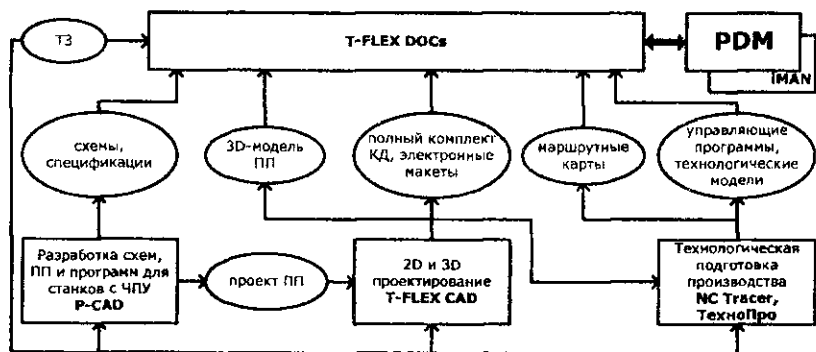 ТЗ
T-FLEX DOCs
PDM
iMAN
схемы,
спецификации
3D-модель
ПП
полный комплект
КД, электронные
макеты
маршрутные
карты
управляющие
программы,
технологические
модели
Разработка схем,
ПП и программ для
станков с ЧПУ
P-CAD
проект ПП
2D и 3D
проектирование
T-FLEX CAD
Технологическая
подготовка
производства
NC Tracer,
ТехноПро